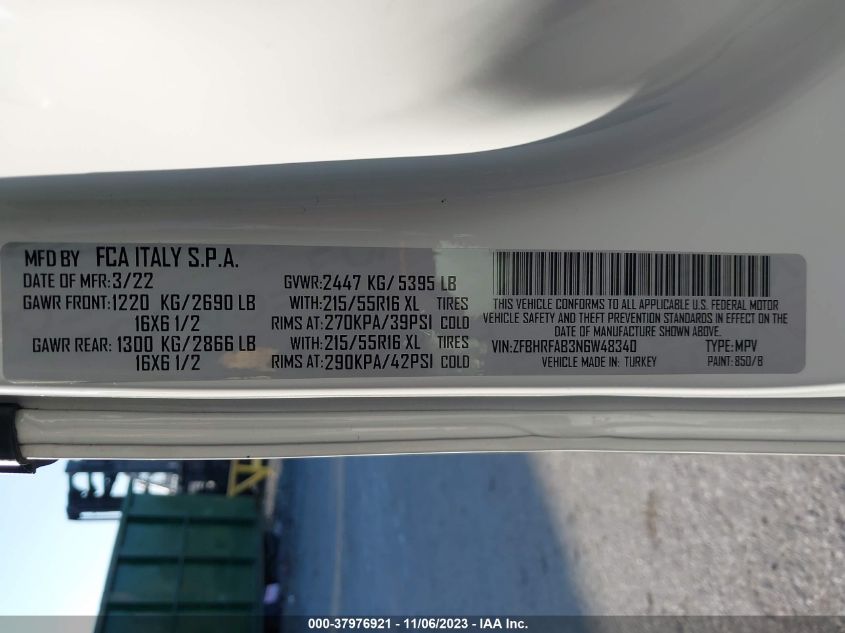 MFD BY FCA ITALY S.P.A.
DATE OF MFR: 3/22 GVWR: 2447 KG/ 5395 LB
GAWR FRONT: 1220 KG/2690 LB WITH: 215/55R16 XL TIRES
16X6 1/2 RIMS AT: 270KPA/39PSI COLD
GAWR REAR: 1300 KG/2866 LB WITH: 215/55R16 XL TIRES
16X6 1/2 RIMS AT: 290KPA/42PSI COLD
THIS VEHICLE CONFORMS TO ALL APPLICABLE U.S. FEDERAL MOTOR
VEHICLE SAFETY AND THEFT PREVENTION STANDARDS IN EFFECT ON THE
DATE OF MANUFACTURE SHOWN ABOVE.
VIN: ZFBHRFAB3N6W48340 TYPE: MPV
VEHICLE MADE IN: TURKEY PAINT: 850/B
000-37976921 - 11/06/2023 - IAA Inc.